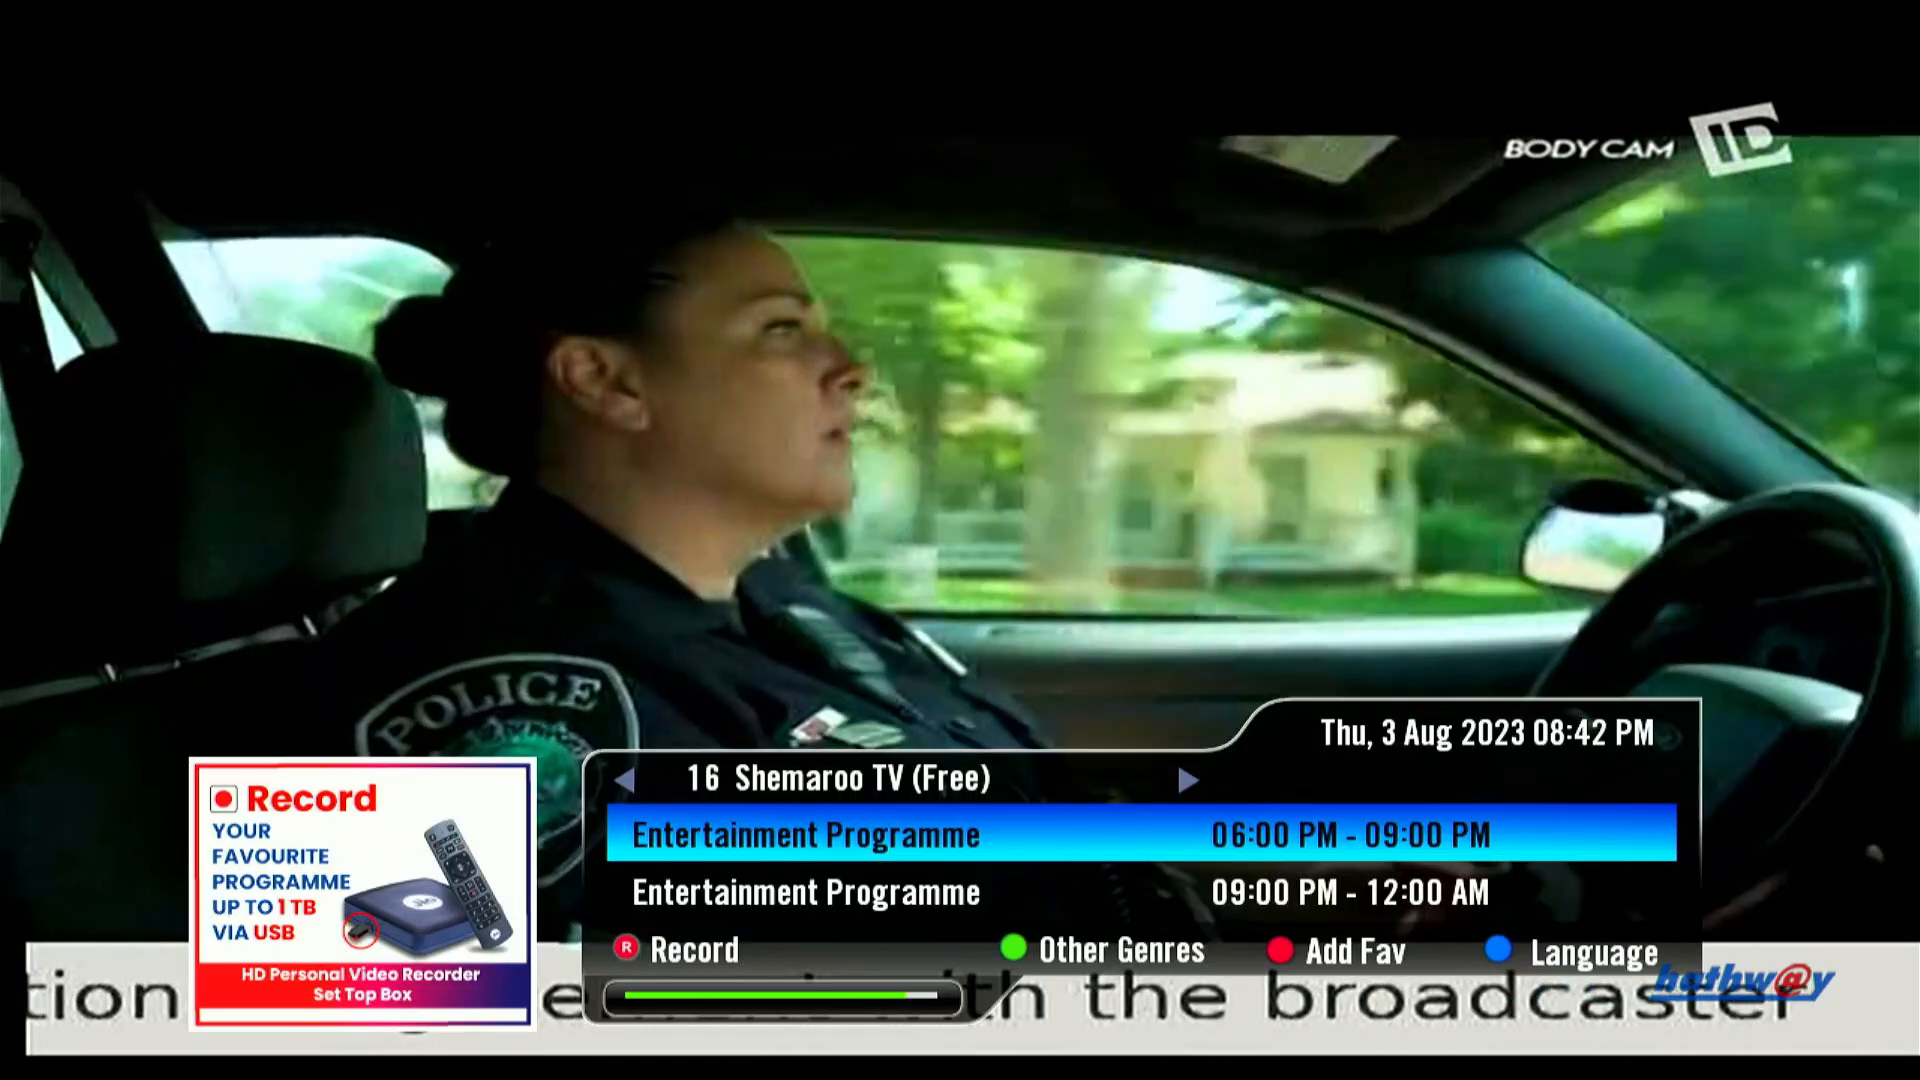 BODY CAM ID
POLICE
Thu, 3 Aug 2023 08:42 PM
16 Shemaroo TV (Free)
Entertainment Programme 06:00 PM - 09:00 PM
Entertainment Programme 09:00 PM - 12:00 AM
R Record Other Genres Add Fav Language
Record
YOUR
FAVOURITE
PROGRAMME
UP TO 1 TB
VIA USB
HD Personal Video Recorder
Set Top Box
hathw@y
tion with the broadcaster